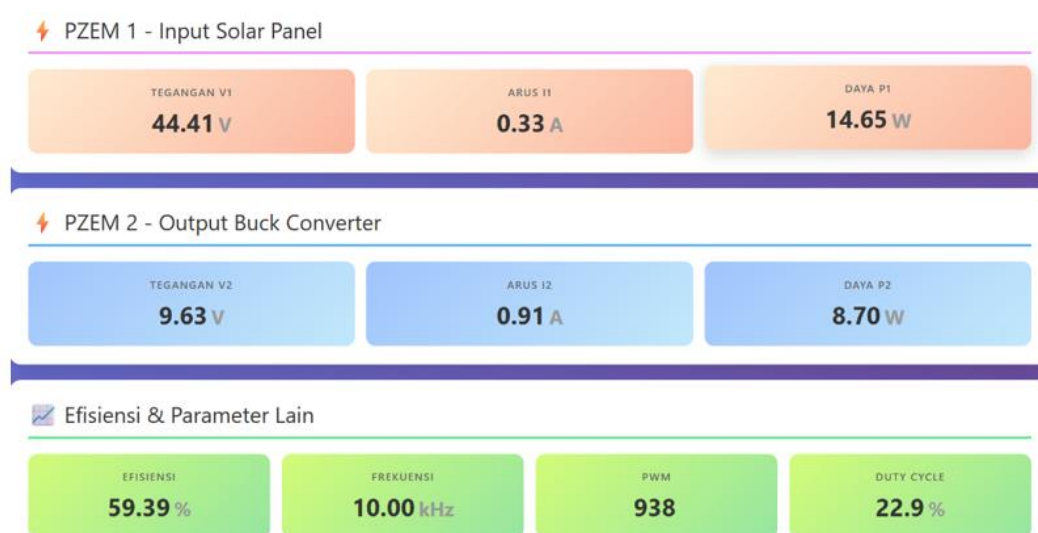 PZEM 1 - Input Solar Panel
TEGANGAN V1
44.41 V
ARUS I1
0.33 A
DAYA P1
14.65 W
PZEM 2 - Output Buck Converter
TEGANGAN V2
9.63 V
ARUS I2
0.91 A
DAYA P2
8.70 W
Efisiensi & Parameter Lain
EFISIENSI
59.39 %
FREKUENSI
10.00 kHz
PWM
938
DUTY CYCLE
22.9 %